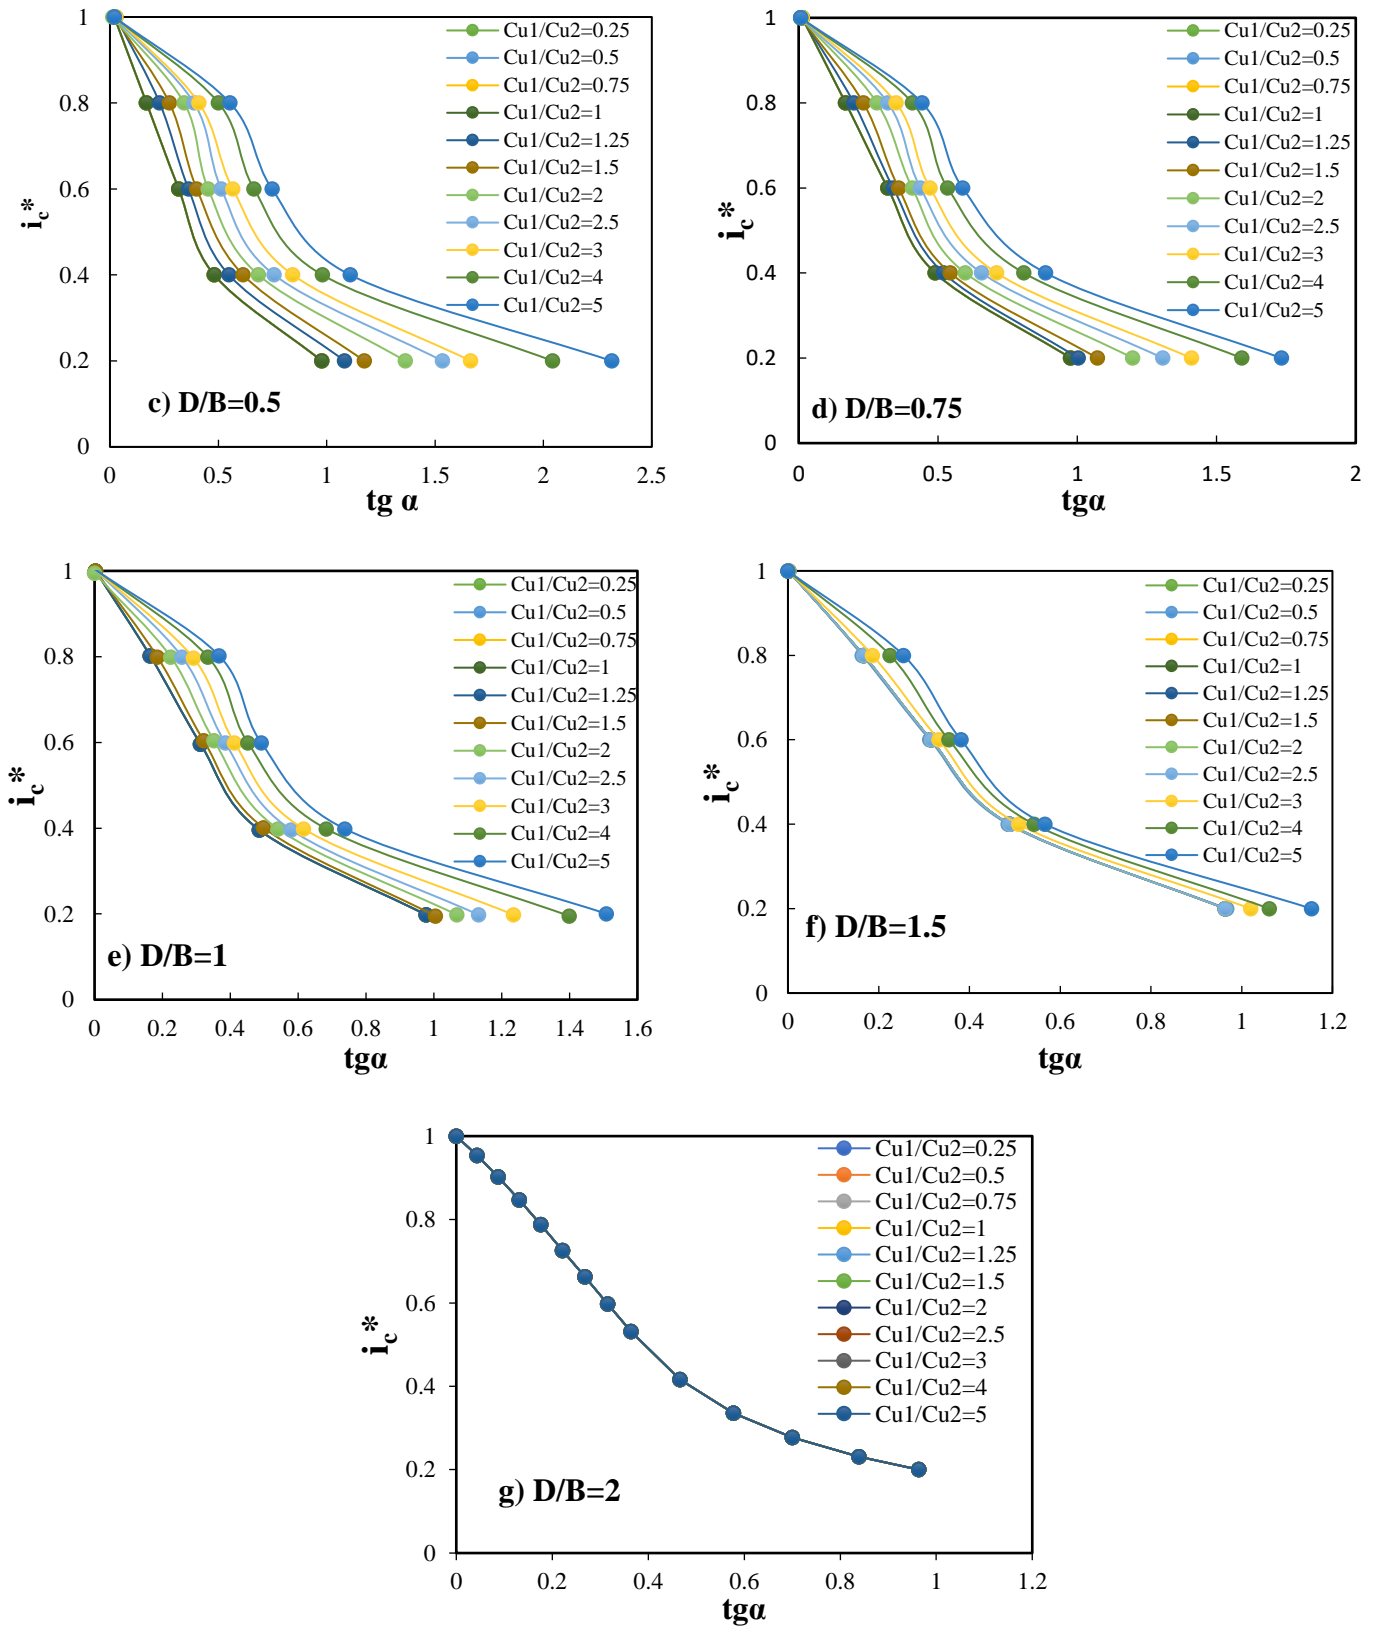 1
0.8
0.6
0.4
0.2
0
i_c*
0
0.5
1
1.5
2
2.5
tg α
Cu1/Cu2=0.25
Cu1/Cu2=0.5
Cu1/Cu2=0.75
Cu1/Cu2=1
Cu1/Cu2=1.25
Cu1/Cu2=1.5
Cu1/Cu2=2
Cu1/Cu2=2.5
Cu1/Cu2=3
Cu1/Cu2=4
Cu1/Cu2=5
c) D/B=0.5
1
0.8
0.6
0.4
0.2
0
i_c*
0
0.5
1
1.5
2
tgα
Cu1/Cu2=0.25
Cu1/Cu2=0.5
Cu1/Cu2=0.75
Cu1/Cu2=1
Cu1/Cu2=1.25
Cu1/Cu2=1.5
Cu1/Cu2=2
Cu1/Cu2=2.5
Cu1/Cu2=3
Cu1/Cu2=4
Cu1/Cu2=5
d) D/B=0.75
1
0.8
0.6
0.4
0.2
0
i_c*
0
0.2
0.4
0.6
0.8
1
1.2
1.4
1.6
tgα
Cu1/Cu2=0.25
Cu1/Cu2=0.5
Cu1/Cu2=0.75
Cu1/Cu2=1
Cu1/Cu2=1.25
Cu1/Cu2=1.5
Cu1/Cu2=2
Cu1/Cu2=2.5
Cu1/Cu2=3
Cu1/Cu2=4
Cu1/Cu2=5
e) D/B=1
1
0.8
0.6
0.4
0.2
0
i_c*
0
0.2
0.4
0.6
0.8
1
1.2
tgα
Cu1/Cu2=0.25
Cu1/Cu2=0.5
Cu1/Cu2=0.75
Cu1/Cu2=1
Cu1/Cu2=1.25
Cu1/Cu2=1.5
Cu1/Cu2=2
Cu1/Cu2=2.5
Cu1/Cu2=3
Cu1/Cu2=4
Cu1/Cu2=5
f) D/B=1.5
1
0.8
0.6
0.4
0.2
0
i_c*
0
0.2
0.4
0.6
0.8
1
1.2
tgα
Cu1/Cu2=0.25
Cu1/Cu2=0.5
Cu1/Cu2=0.75
Cu1/Cu2=1
Cu1/Cu2=1.25
Cu1/Cu2=1.5
Cu1/Cu2=2
Cu1/Cu2=2.5
Cu1/Cu2=3
Cu1/Cu2=4
Cu1/Cu2=5
g) D/B=2